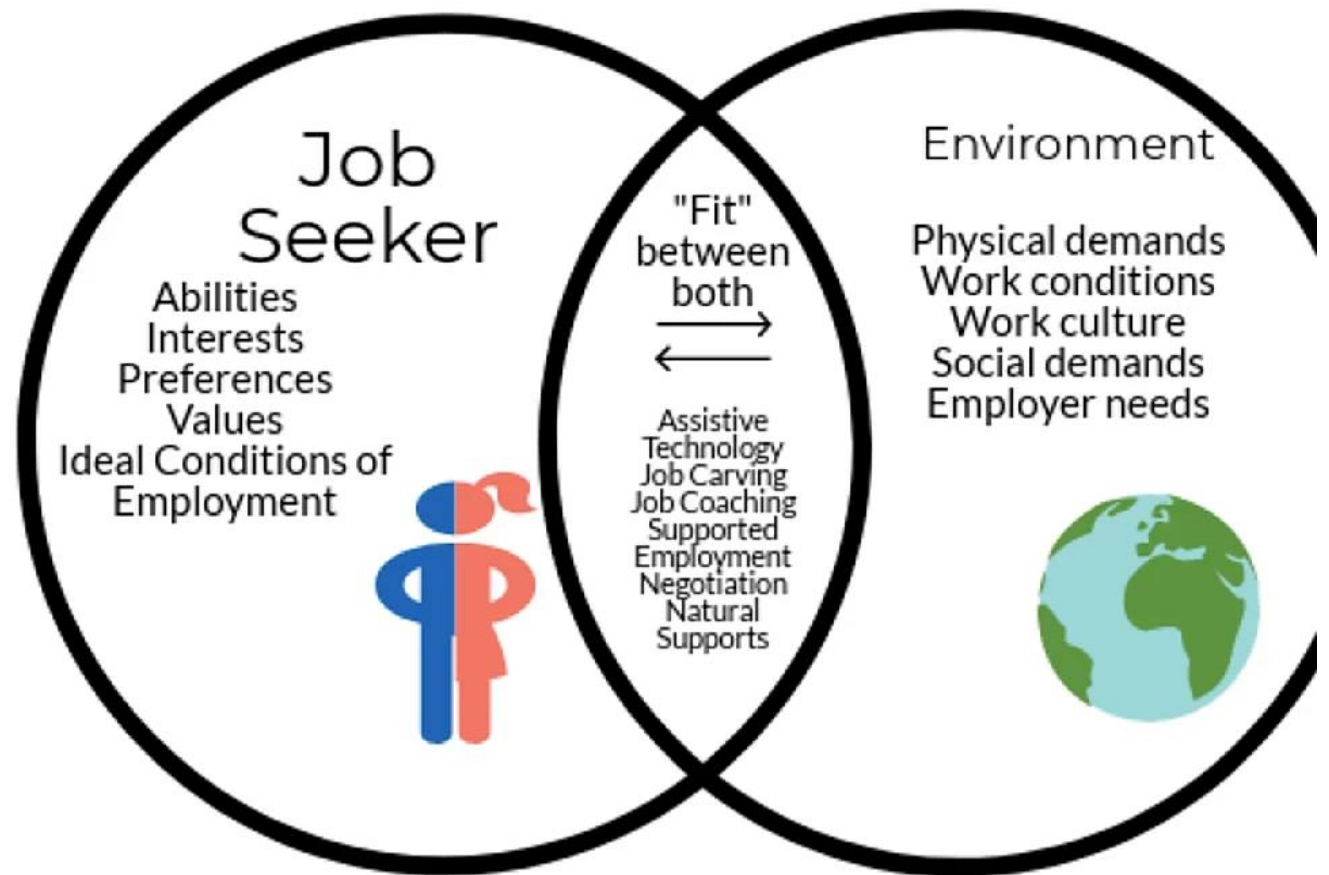 Job
Seeker
Abilities
Interests
Preferences
Values
Ideal Conditions of
Employment
"Fit"
between
both
Assistive
Technology
Job Carving
Job Coaching
Supported
Employment
Negotiation
Natural
Supports
Environment
Physical demands
Work conditions
Work culture
Social demands
Employer needs